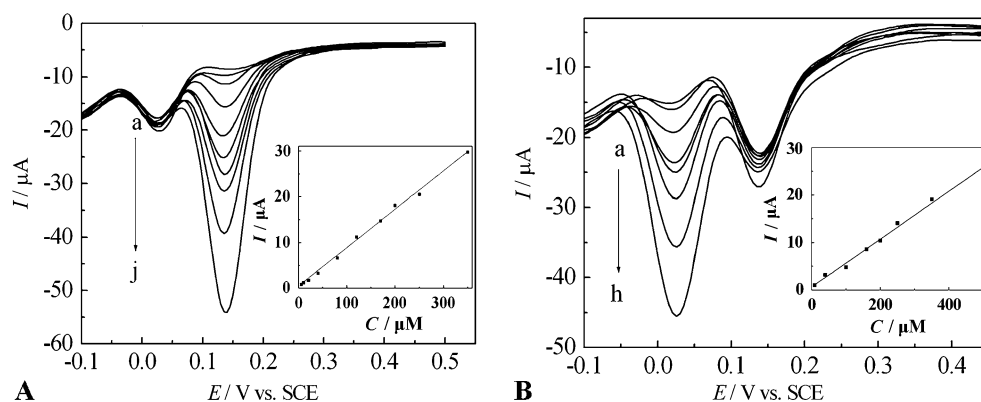 0
-10
-20
-30
-40
-50
-60
I / μA
a
j
30
20
10
0
I / μA
0 100 200 300
C / μM
-0.1 0.0 0.1 0.2 0.3 0.4 0.5
A
E / V vs. SCE
-10
-20
-30
-40
-50
I / μA
a
h
30
20
10
0
I / μA
0 200 400
C / μM
-0.1 0.0 0.1 0.2 0.3 0.4
B
E / V vs. SCE